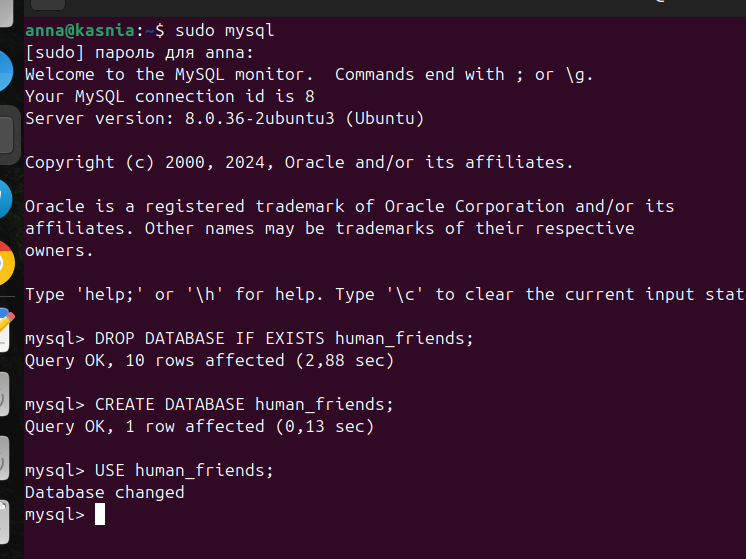 anna@kasnia:~$ sudo mysql
[sudo] пароль для anna:
Welcome to the MySQL monitor.  Commands end with ; or \g.
Your MySQL connection id is 8
Server version: 8.0.36-2ubuntu3 (Ubuntu)
Copyright (c) 2000, 2024, Oracle and/or its affiliates.
Oracle is a registered trademark of Oracle Corporation and/or its
affiliates. Other names may be trademarks of their respective
owners.
Type 'help;' or '\h' for help. Type '\c' to clear the current input stat
mysql> DROP DATABASE IF EXISTS human_friends;
Query OK, 10 rows affected (2,88 sec)
mysql> CREATE DATABASE human_friends;
Query OK, 1 row affected (0,13 sec)
mysql> USE human_friends;
Database changed
mysql>